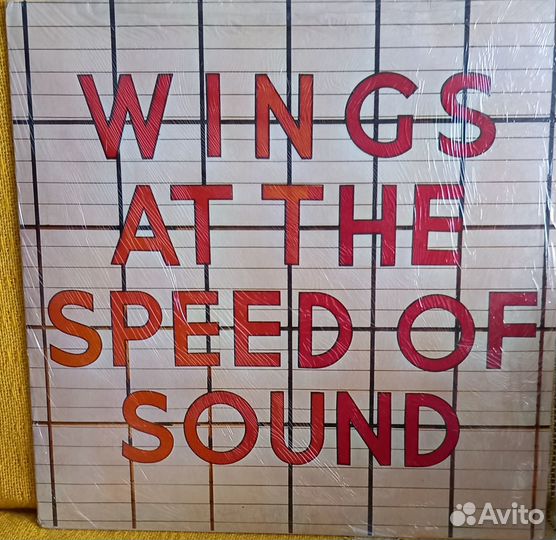 WINGS
AT THE
SPEED OF
SOUND
Avito